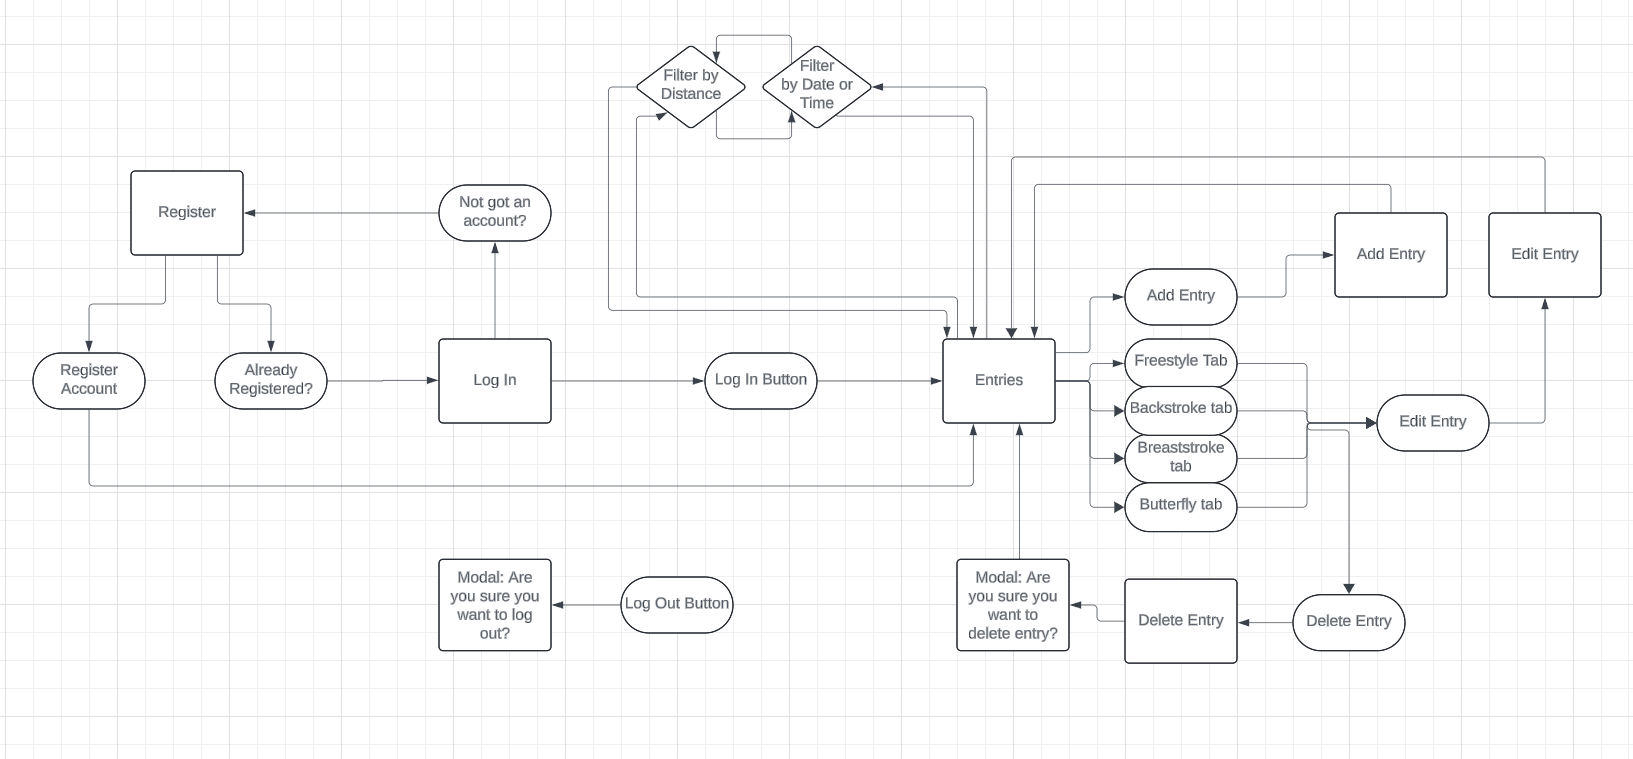 Filter by
Distance
Filter
by Date or
Time
Register
Not got an
account?
Add Entry
Edit Entry
Add Entry
Register
Account
Already
Registered?
Log In
Log In Button
Entries
Freestyle Tab
Backstroke tab
Breaststroke
tab
Butterfly tab
Edit Entry
Modal: Are
you sure you
want to log
out?
Log Out Button
Modal: Are
you sure you
want to
delete entry?
Delete Entry
Delete Entry